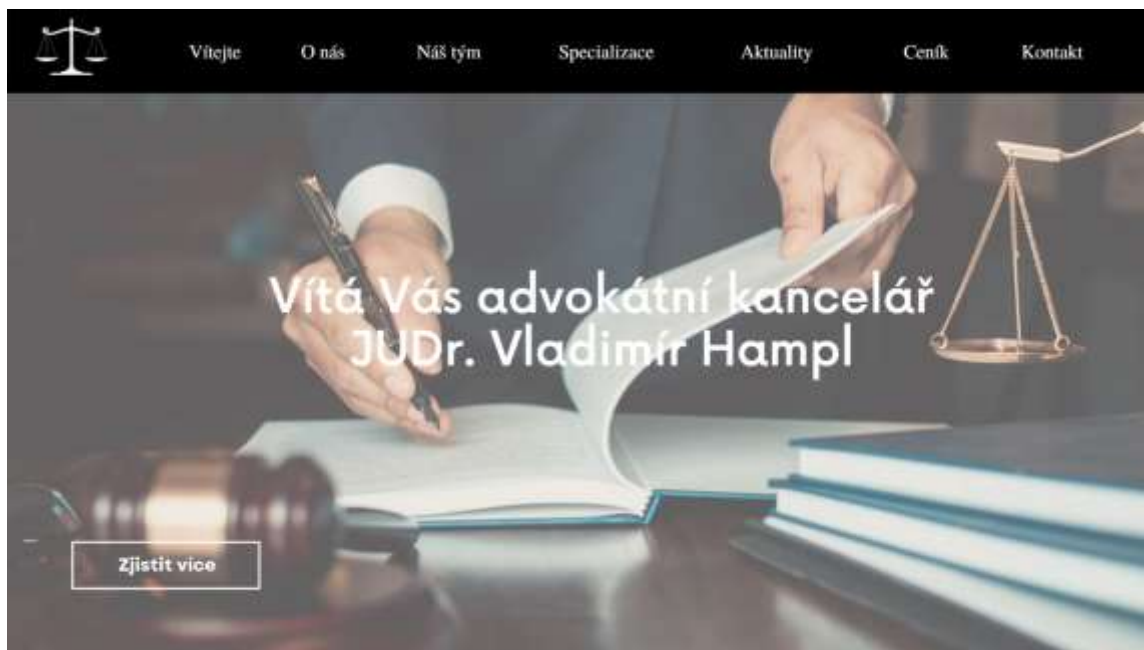 Vítejte
O nás
Náš tým
Specializace
Aktuality
Ceník
Kontakt
Vítá Vás advokátní kancelář
JUDr. Vladimír Hampl
Zjistit více